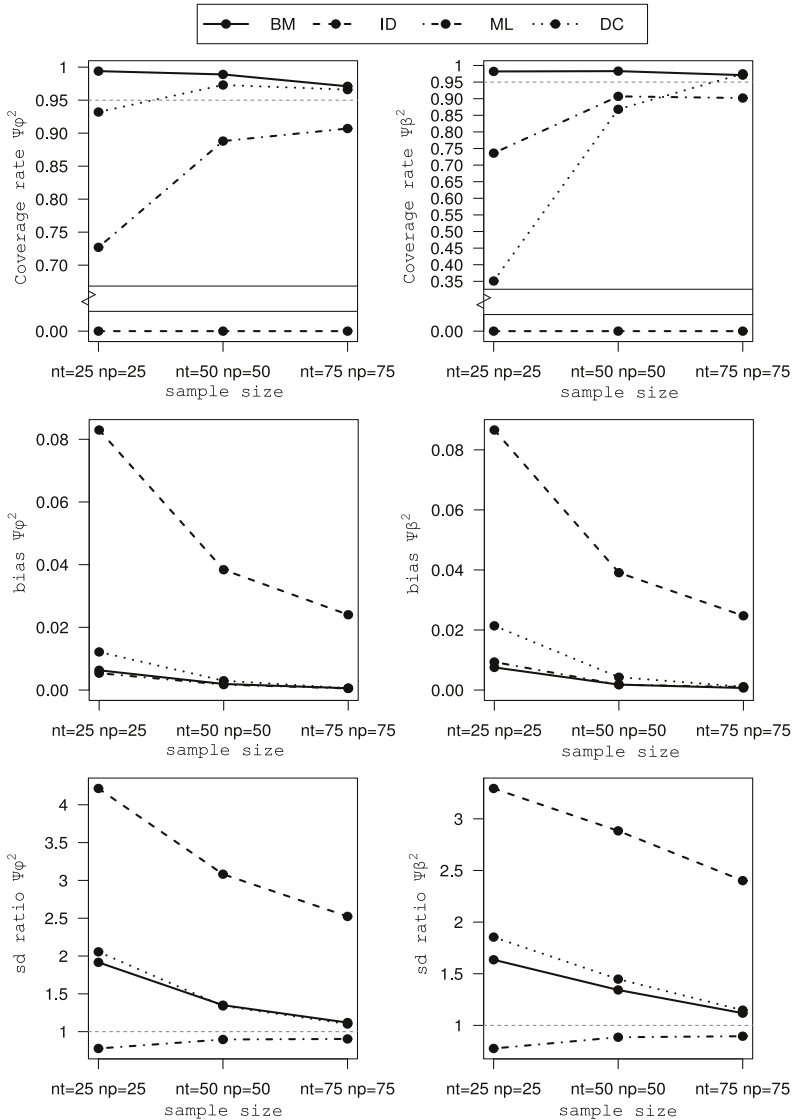 BM ID ML DC
Coverage rate Ψφ²
1
0.95
0.90
0.85
0.80
0.75
0.70
0.00
nt=25 np=25 nt=50 np=50 nt=75 np=75
sample size
Coverage rate Ψβ²
1
0.95
0.90
0.85
0.80
0.75
0.70
0.65
0.60
0.55
0.50
0.45
0.40
0.35
0.00
nt=25 np=25 nt=50 np=50 nt=75 np=75
sample size
bias Ψφ²
0.08
0.06
0.04
0.02
0.00
nt=25 np=25 nt=50 np=50 nt=75 np=75
sample size
bias Ψβ²
0.08
0.06
0.04
0.02
0.00
nt=25 np=25 nt=50 np=50 nt=75 np=75
sample size
sd ratio Ψφ²
4
3.5
3
2.5
2
1.5
1
nt=25 np=25 nt=50 np=50 nt=75 np=75
sample size
sd ratio Ψβ²
3
2.5
2
1.5
1
nt=25 np=25 nt=50 np=50 nt=75 np=75
sample size